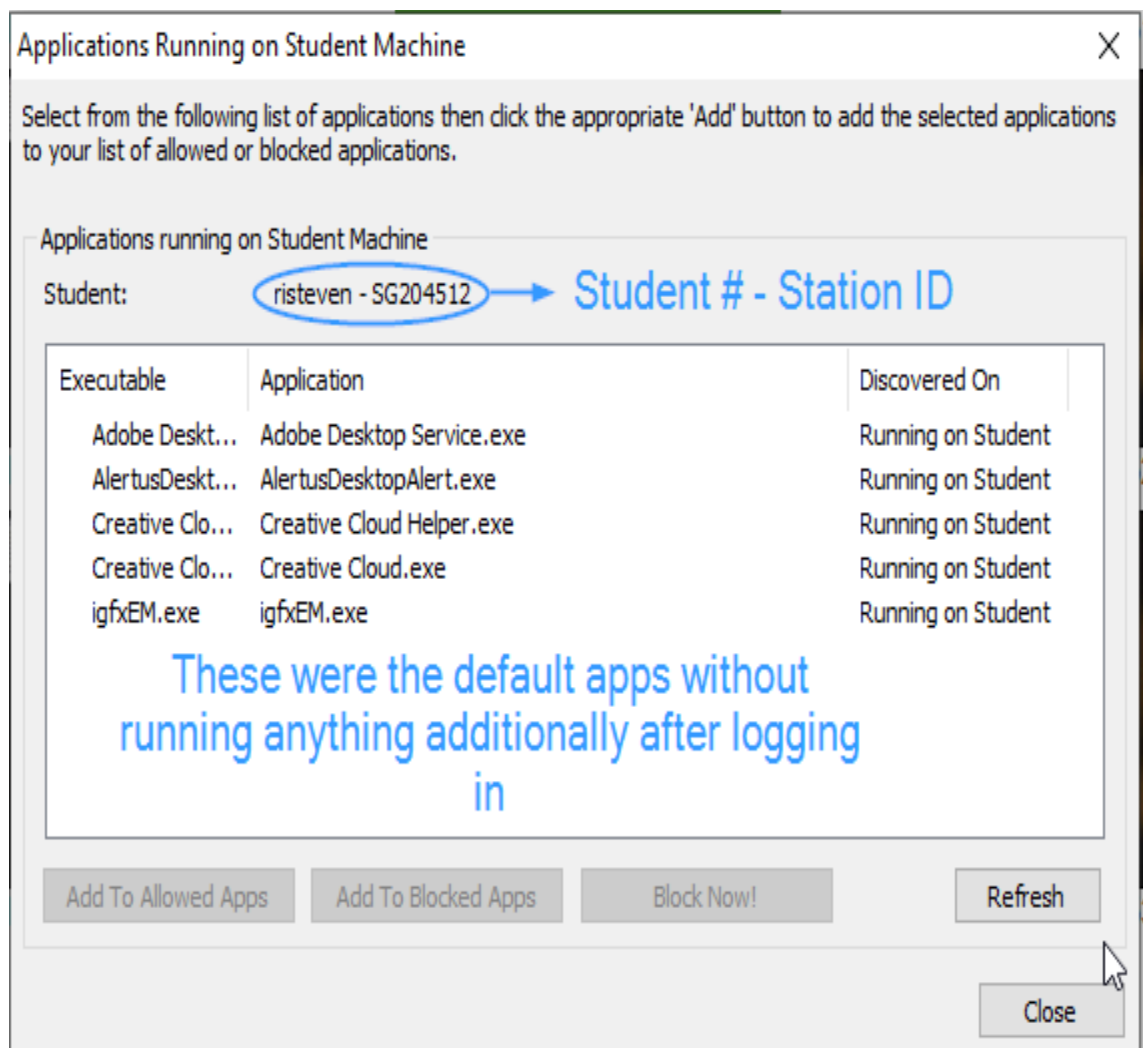 Applications Running on Student Machine
Select from the following list of applications then click the appropriate 'Add' button to add the selected applications
to your list of allowed or blocked applications.
Applications running on Student Machine
Student: risteven - SG204512 Student # - Station ID
Executable Application Discovered On
Adobe Deskt... Adobe Desktop Service.exe Running on Student
AlertusDeskt... AlertusDesktopAlert.exe Running on Student
Creative Clo... Creative Cloud Helper.exe Running on Student
Creative Clo... Creative Cloud.exe Running on Student
igfxEM.exe igfxEM.exe Running on Student
These were the default apps without
running anything additionally after logging
in
Add To Allowed Apps Add To Blocked Apps Block Now! Refresh
Close